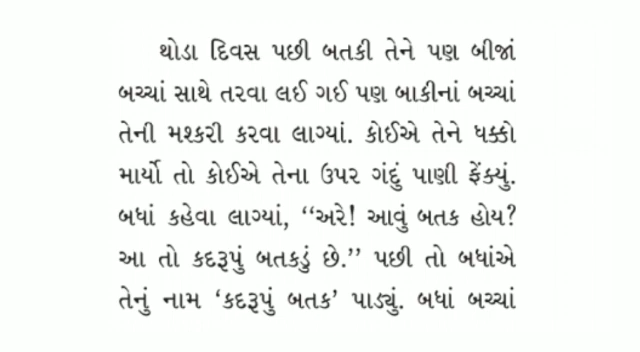 થોડા દિવસ પછી બતકી તેને પણ બીજાં
બચ્ચાં સાથે તરવા લઈ ગઈ પણ બાકીનાં બચ્ચાં
તેની મશ્કરી કરવા લાગ્યાં. કોઈએ તેને ધક્કો
માર્યો તો કોઈએ તેના ઉપર ગંદું પાણી ફેંક્યું.
બધાં કહેવા લાગ્યાં, ‘‘અરે! આવું બતક હોય?
આ તો કદરૂપું બતકડું છે.’’ પછી તો બધાંએ
તેનું નામ ‘કદરૂપું બતક’ પાડ્યું. બધાં બચ્ચાં